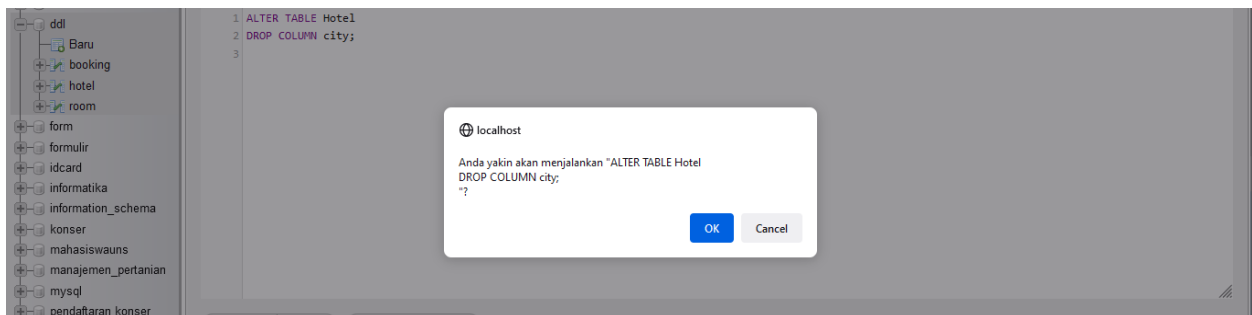 ddl
Baru
booking
hotel
room
form
formulir
idcard
informatika
information_schema
konser
mahasiswauns
manajemen_pertanian
mysql
pendaftaran konser
1 ALTER TABLE Hotel
2 DROP COLUMN city;
3
localhost
Anda yakin akan menjalankan "ALTER TABLE Hotel
DROP COLUMN city;
"?
OK Cancel